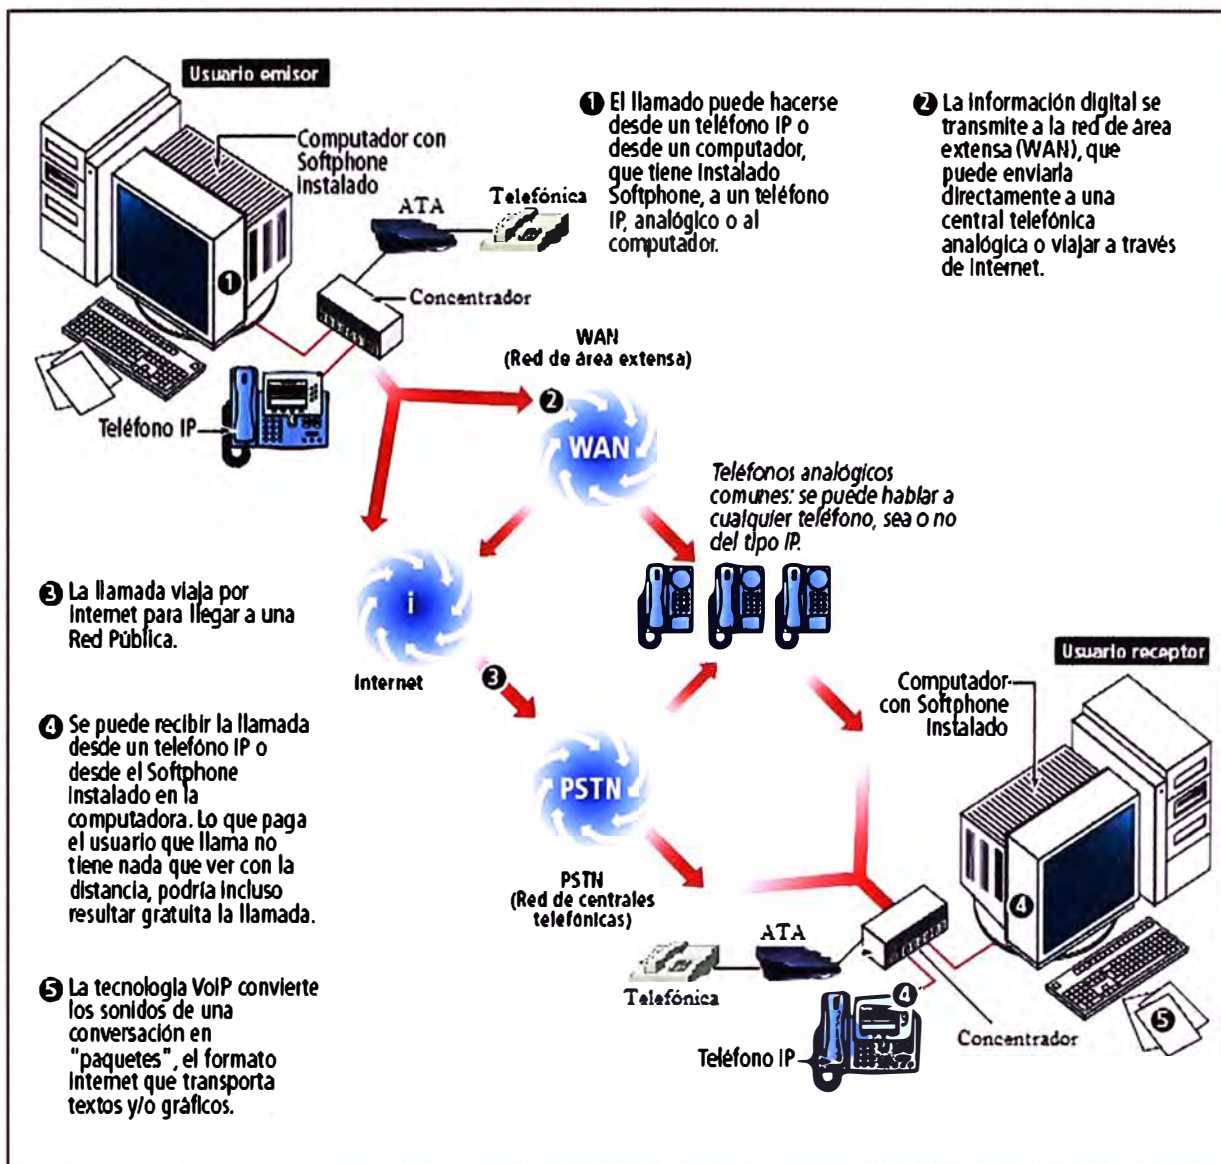 Usuario emisor
Computador con
Softphone
instalado
ATA
Telefónica
Concentrador
Teléfono IP
1
1 El llamado puede hacerse
desde un teléfono IP o
desde un computador,
que tiene instalado
Softphone, a un teléfono
IP, analógico o al
computador.
2 La información digital se
transmite a la red de área
extensa (WAN), que
puede enviarla
directamente a una
central telefónica
analógica o viajar a través
de Internet.
WAN
(Red de área extensa)
2
WAN
Teléfonos analógicos
comunes: se puede hablar a
cualquier teléfono, sea o no
del tipo IP.
3 La llamada viaja por
Internet para llegar a una
Red Pública.
i
Internet
3
4 Se puede recibir la llamada
desde un telefóno IP o
desde el Softphone
instalado en la
computadora. Lo que paga
el usuario que llama no
tiene nada que ver con la
distancia, podría incluso
resultar gratuita la llamada.
PSTN
PSTN
(Red de centrales
telefónicas)
Usuario receptor
Computador
con Softphone
instalado
4
ATA
Telefónica
4
Teléfono IP
Concentrador
5
5 La tecnología VoIP convierte
los sonidos de una
conversación en
"paquetes", el formato
Internet que transporta
textos y/o gráficos.